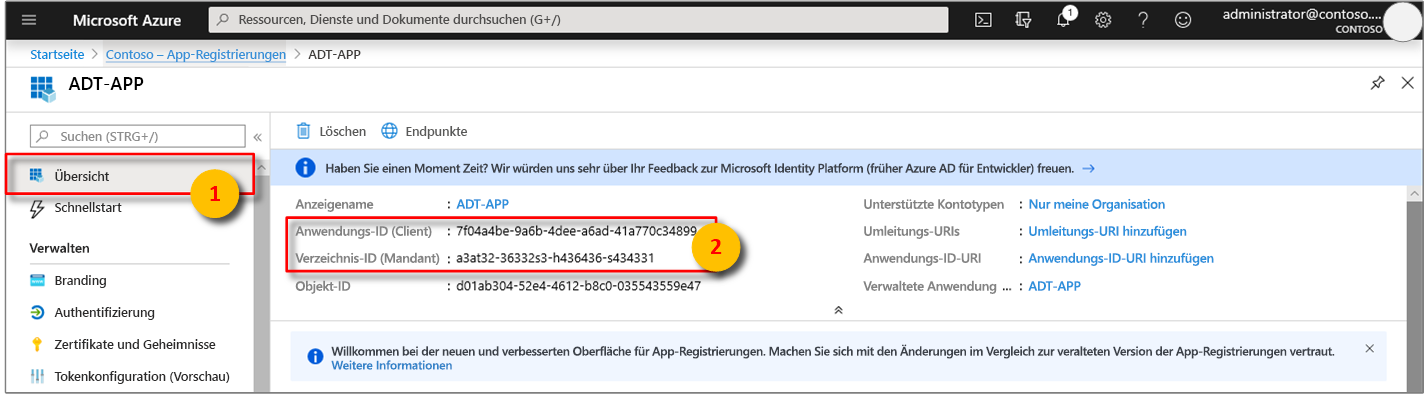 Microsoft Azure
Ressourcen, Dienste und Dokumente durchsuchen (G+/)
1
administrator@contoso....
CONTOSO
Startseite > Contoso – App-Registrierungen > ADT-APP
ADT-APP
Suchen (STRG+/)
«
Löschen
Endpunkte
Haben Sie einen Moment Zeit? Wir würden uns sehr über Ihr Feedback zur Microsoft Identity Platform (früher Azure AD für Entwickler) freuen. →
Übersicht
1
Schnellstart
Verwalten
Branding
Authentifizierung
Zertifikate und Geheimnisse
Tokenkonfiguration (Vorschau)
Anzeigename : ADT-APP
Anwendungs-ID (Client) : 7f04a4be-9a6b-4dee-a6ad-41a770c34899
Verzeichnis-ID (Mandant) : a3at32-36332s3-h436436-s434331
2
Objekt-ID : d01ab304-52e4-4612-b8c0-035543559e47
Unterstützte Kontotypen : Nur meine Organisation
Umleitungs-URIs : Umleitungs-URI hinzufügen
Anwendungs-ID-URI : Anwendungs-ID-URI hinzufügen
Verwaltete Anwendung ... : ADT-APP
Willkommen bei der neuen und verbesserten Oberfläche für App-Registrierungen. Machen Sie sich mit den Änderungen im Vergleich zur veralteten Version der App-Registrierungen vertraut.
Weitere Informationen